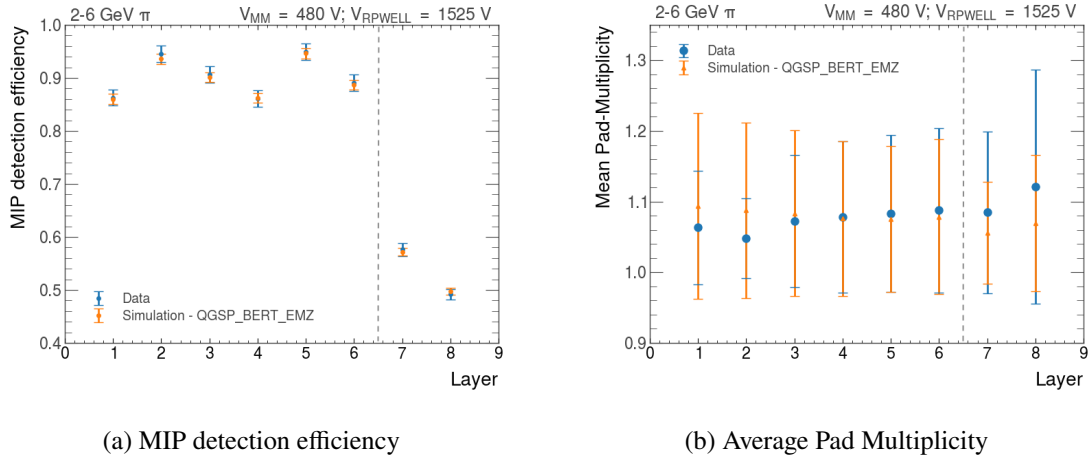 2-6 GeV π V_MM = 480 V; V_RPWELL = 1525 V
MIP detection efficiency
1.0
0.9
0.8
0.7
0.6
0.5
0.4
Data
Simulation - QGSP_BERT_EMZ
0 1 2 3 4 5 6 7 8 9
Layer
(a) MIP detection efficiency
2-6 GeV π V_MM = 480 V; V_RPWELL = 1525 V
Mean Pad-Multiplicity
Data
Simulation - QGSP_BERT_EMZ
1.3
1.2
1.1
1.0
0.9
0 1 2 3 4 5 6 7 8 9
Layer
(b) Average Pad Multiplicity